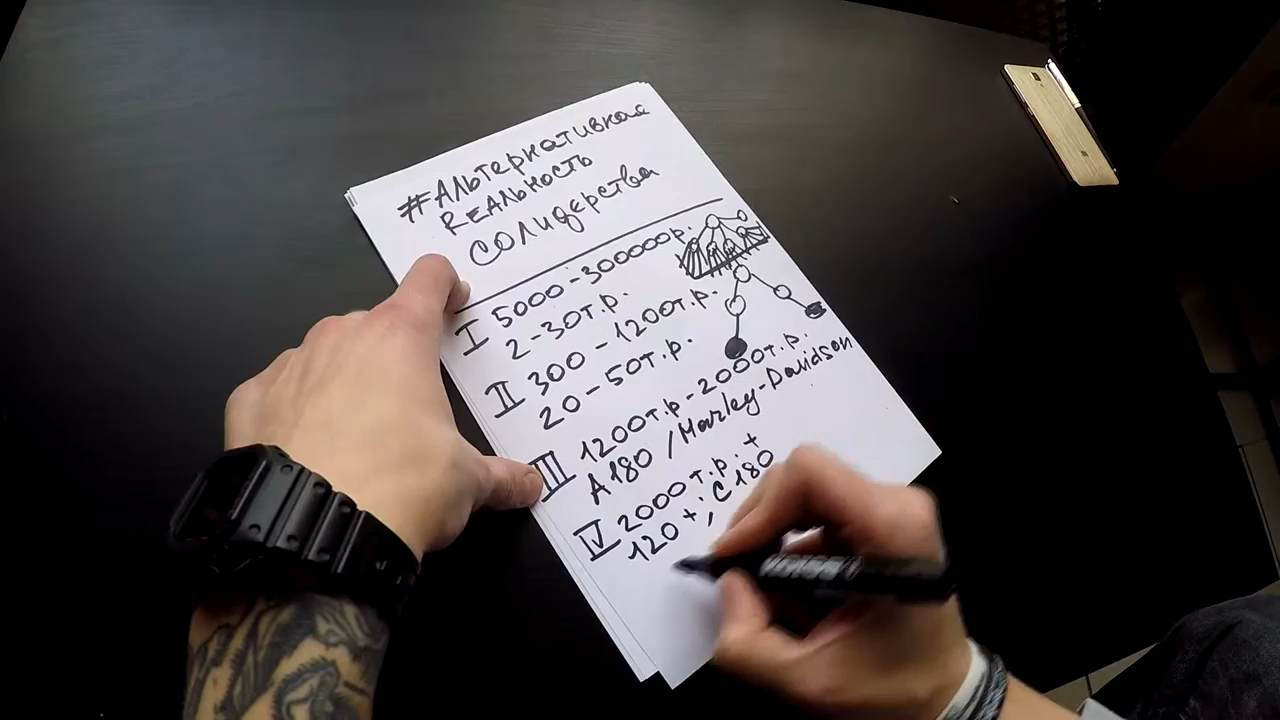 #Альтернативная
RЕАЛЬНОСТЬ
СОЛИДЕРСТВА
I 5000-300000р.
2-30т.р.
II 300-1200т.р.
20-50т.р.
III 1200т.р-2000т.р.
A180 /Harley-Davidson
IV 2000т.р.+
120+; C180